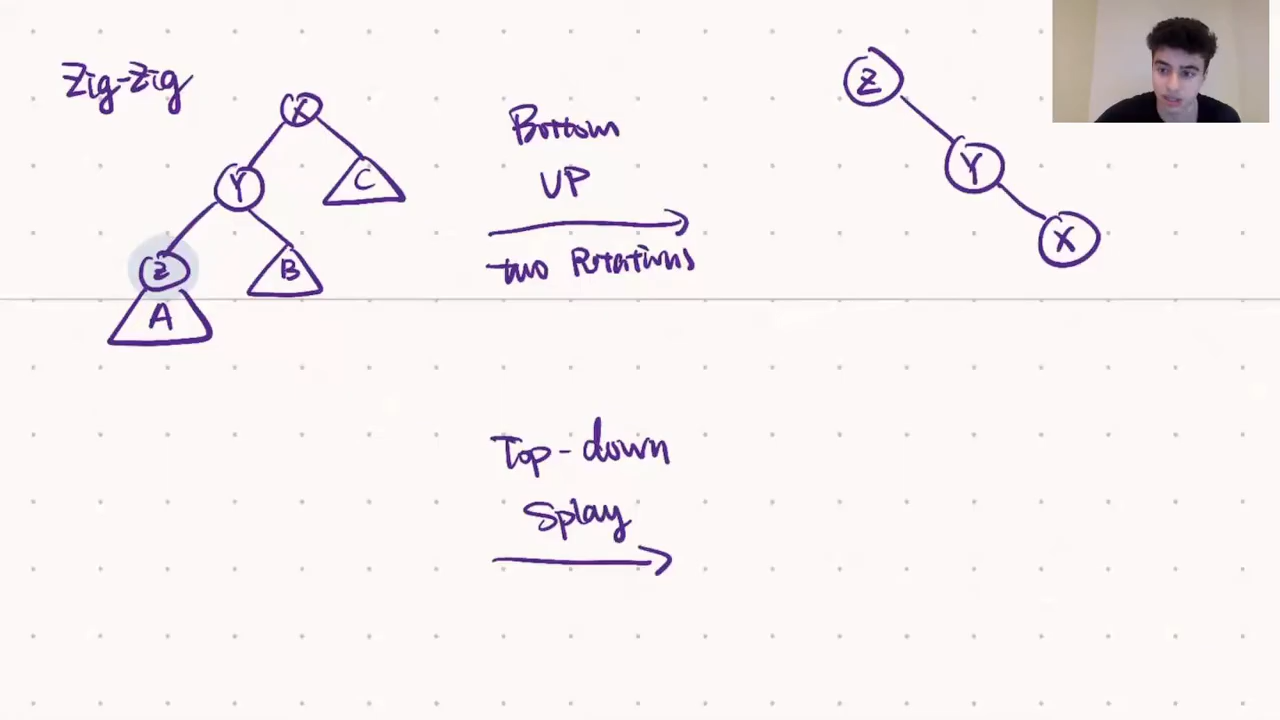 Zig-Zig
X
Y
C
Z
B
A
Bottom
UP
two Rotations
Z
Y
X
Top-down
Splay